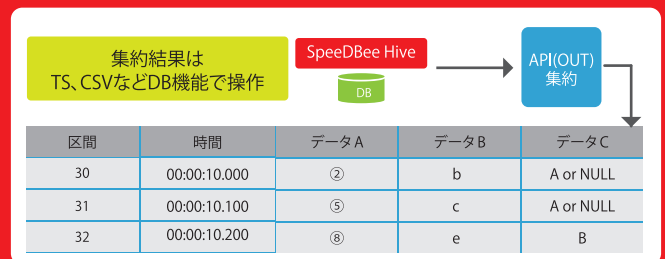 集約結果は
TS、CSVなどDB機能で操作
SpeeDBee Hive
DB
API(OUT)
集約
区間 時間 データA データB データC
30 00:00:10.000 ② b A or NULL
31 00:00:10.100 ⑤ c A or NULL
32 00:00:10.200 ⑧ e B